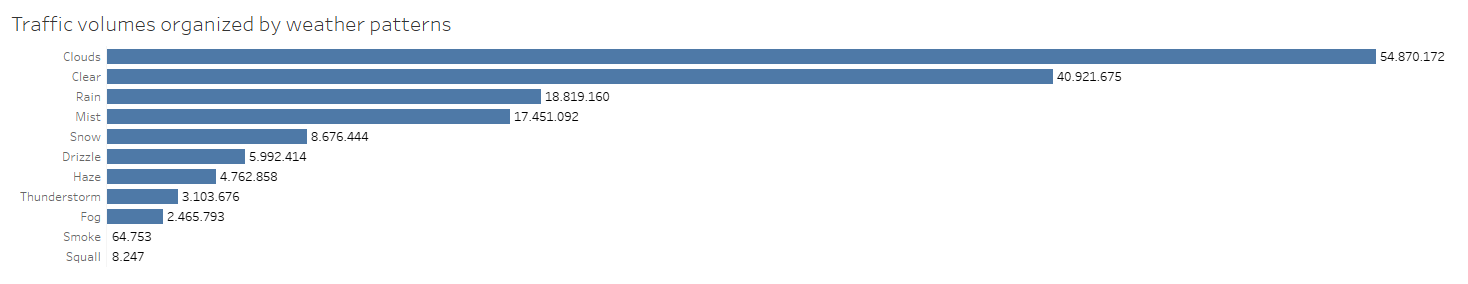 Traffic volumes organized by weather patterns
Clouds 54.870.172
Clear 40.921.675
Rain 18.819.160
Mist 17.451.092
Snow 8.676.444
Drizzle 5.992.414
Haze 4.762.858
Thunderstorm 3.103.676
Fog 2.465.793
Smoke 64.753
Squall 8.247